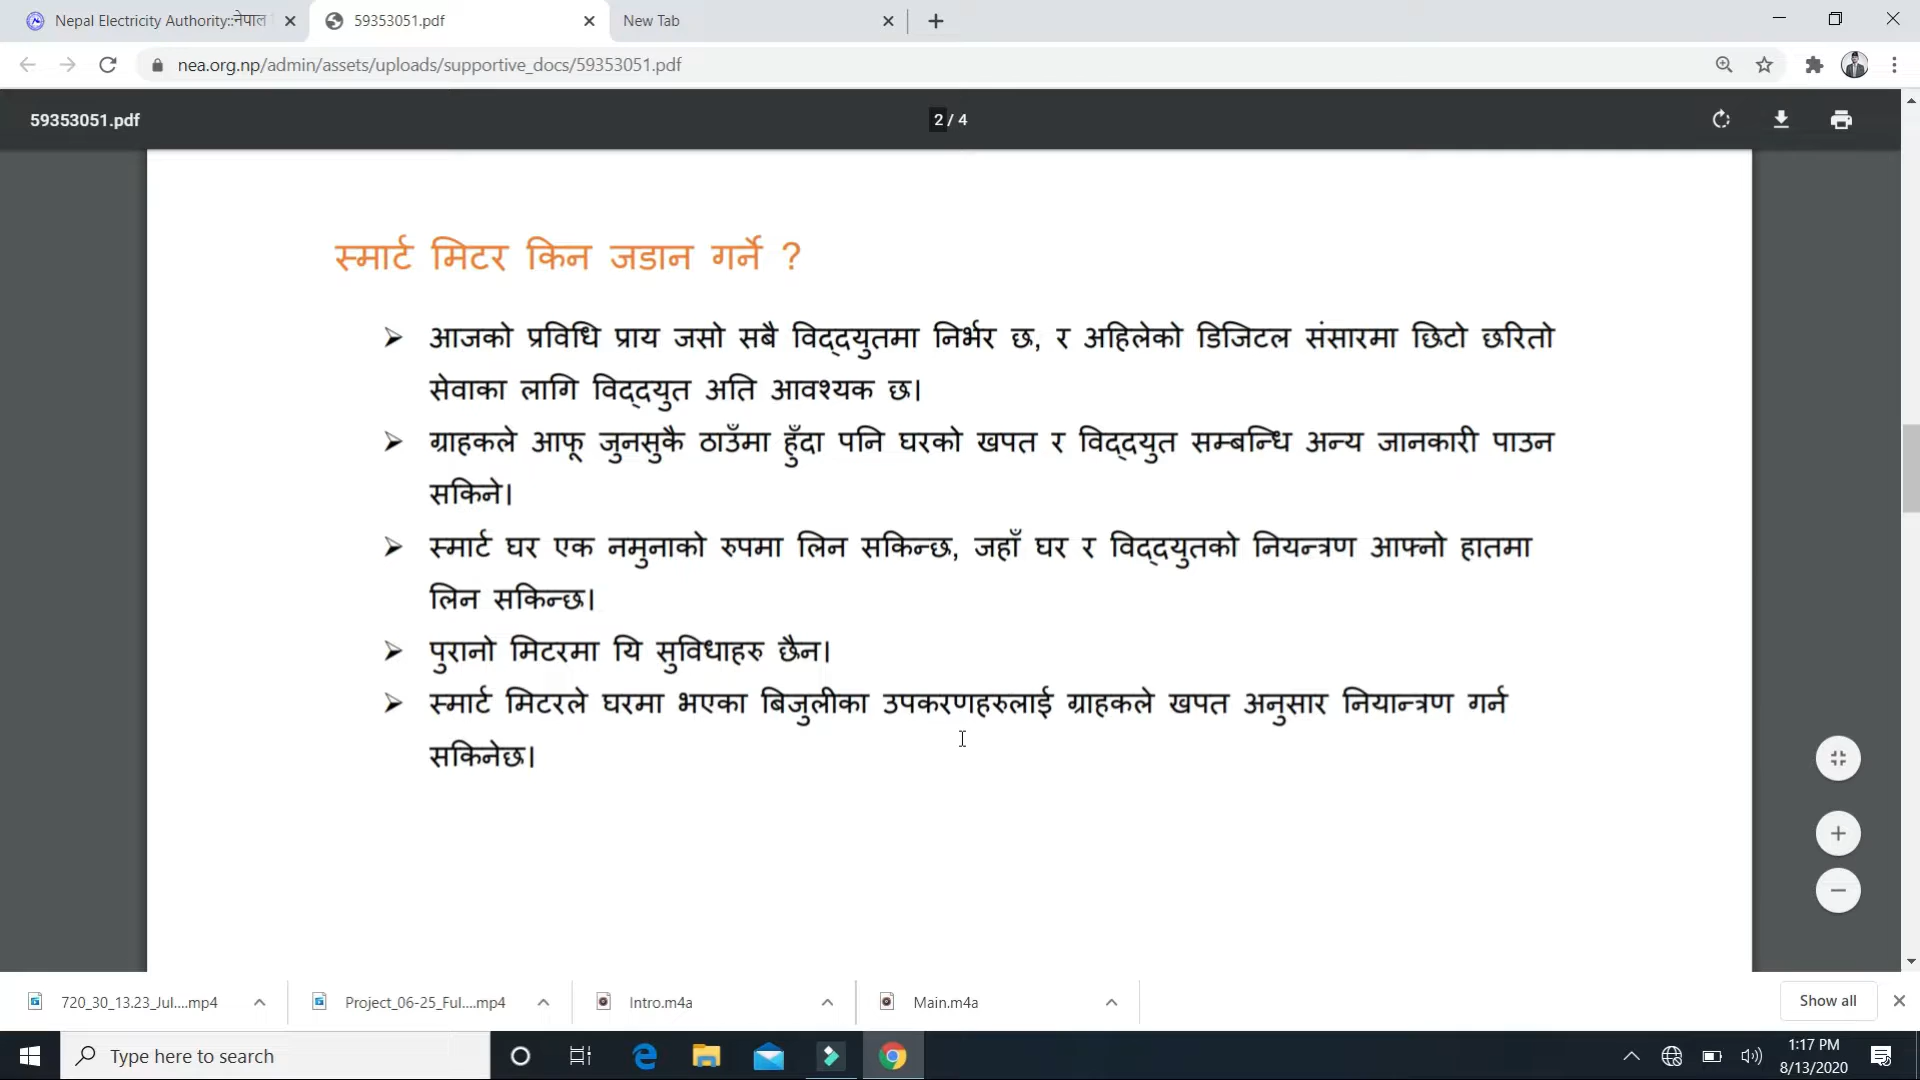 Nepal Electricity Authority::नेपाल
59353051.pdf
New Tab
nea.org.np/admin/assets/uploads/supportive_docs/59353051.pdf
59353051.pdf
2 / 4
स्मार्ट मिटर किन जडान गर्ने ?
➢ आजको प्रविधि प्राय जसो सबै विद्दयुतमा निर्भर छ, र अहिलेको डिजिटल संसारमा छिटो छरितो
सेवाका लागि विद्दयुत अति आवश्यक छ।
➢ ग्राहकले आफू जुनसुकै ठाउँमा हुँदा पनि घरको खपत र विद्दयुत सम्बन्धि अन्य जानकारी पाउन
सकिने।
➢ स्मार्ट घर एक नमुनाको रुपमा लिन सकिन्छ, जहाँ घर र विद्दयुतको नियन्त्रण आफ्नो हातमा
लिन सकिन्छ।
➢ पुरानो मिटरमा यि सुविधाहरु छैन।
➢ स्मार्ट मिटरले घरमा भएका बिजुलीका उपकरणहरुलाई ग्राहकले खपत अनुसार नियान्त्रण गर्न
सकिनेछ।
720_30_13.23_Jul....mp4
Project_06-25_Ful....mp4
Intro.m4a
Main.m4a
Show all
Type here to search
1:17 PM
8/13/2020